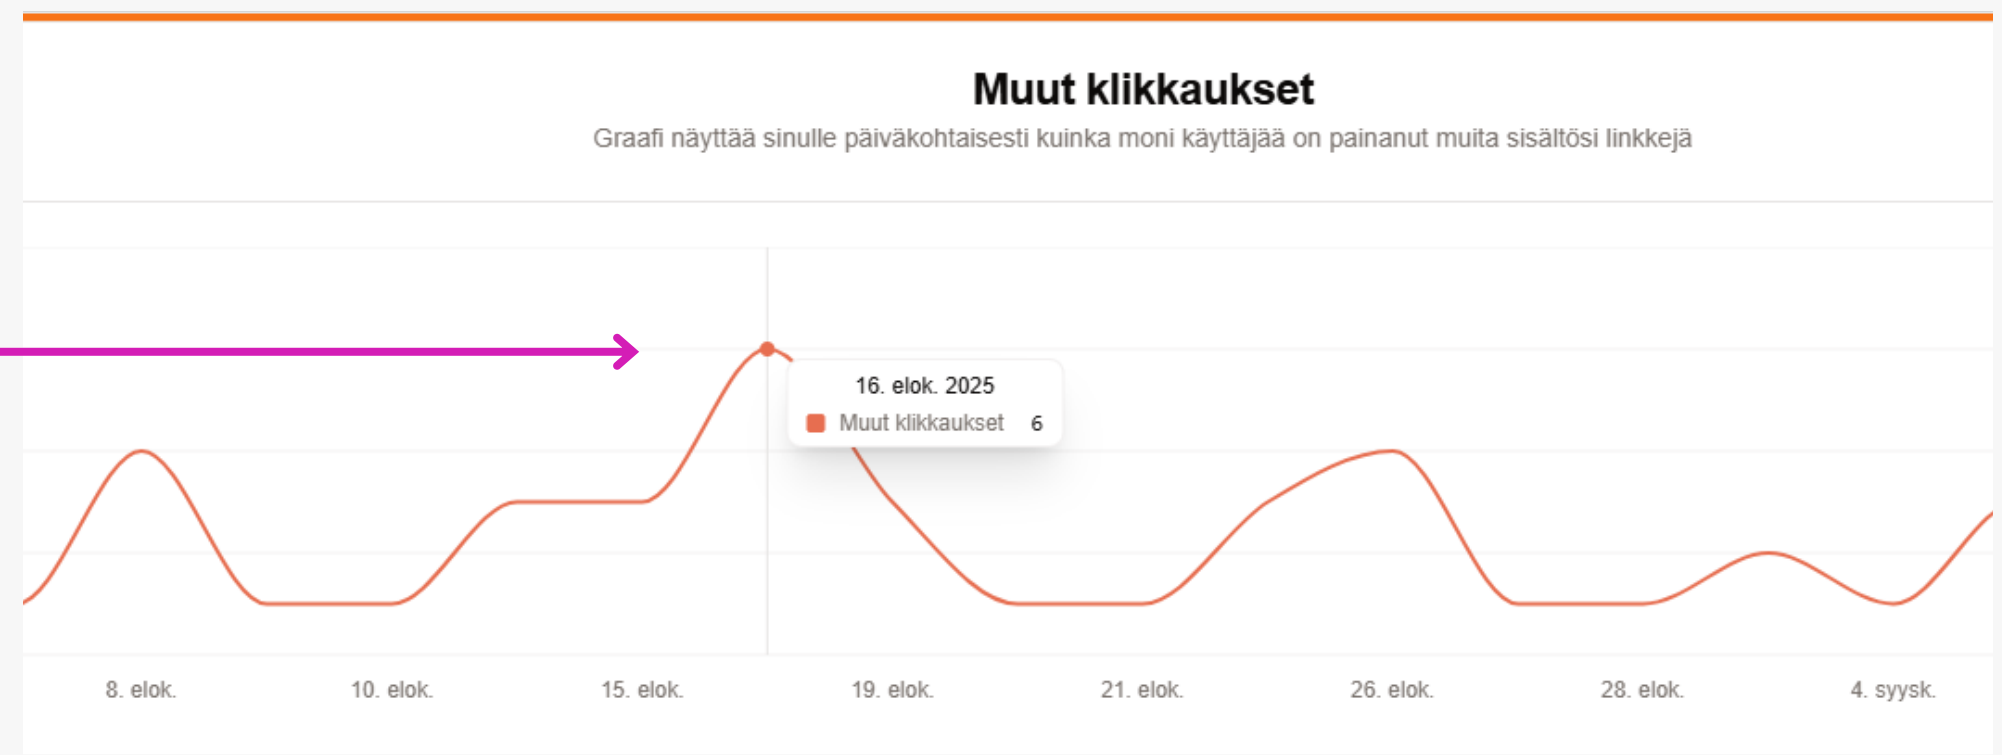 Muut klikkaukset
Graafi näyttää sinulle päiväkohtaisesti kuinka moni käyttäjää on painanut muita sisältösi linkkejä
16. elok. 2025
Muut klikkaukset 6
8. elok. 10. elok. 15. elok. 19. elok. 21. elok. 26. elok. 28. elok. 4. syysk.